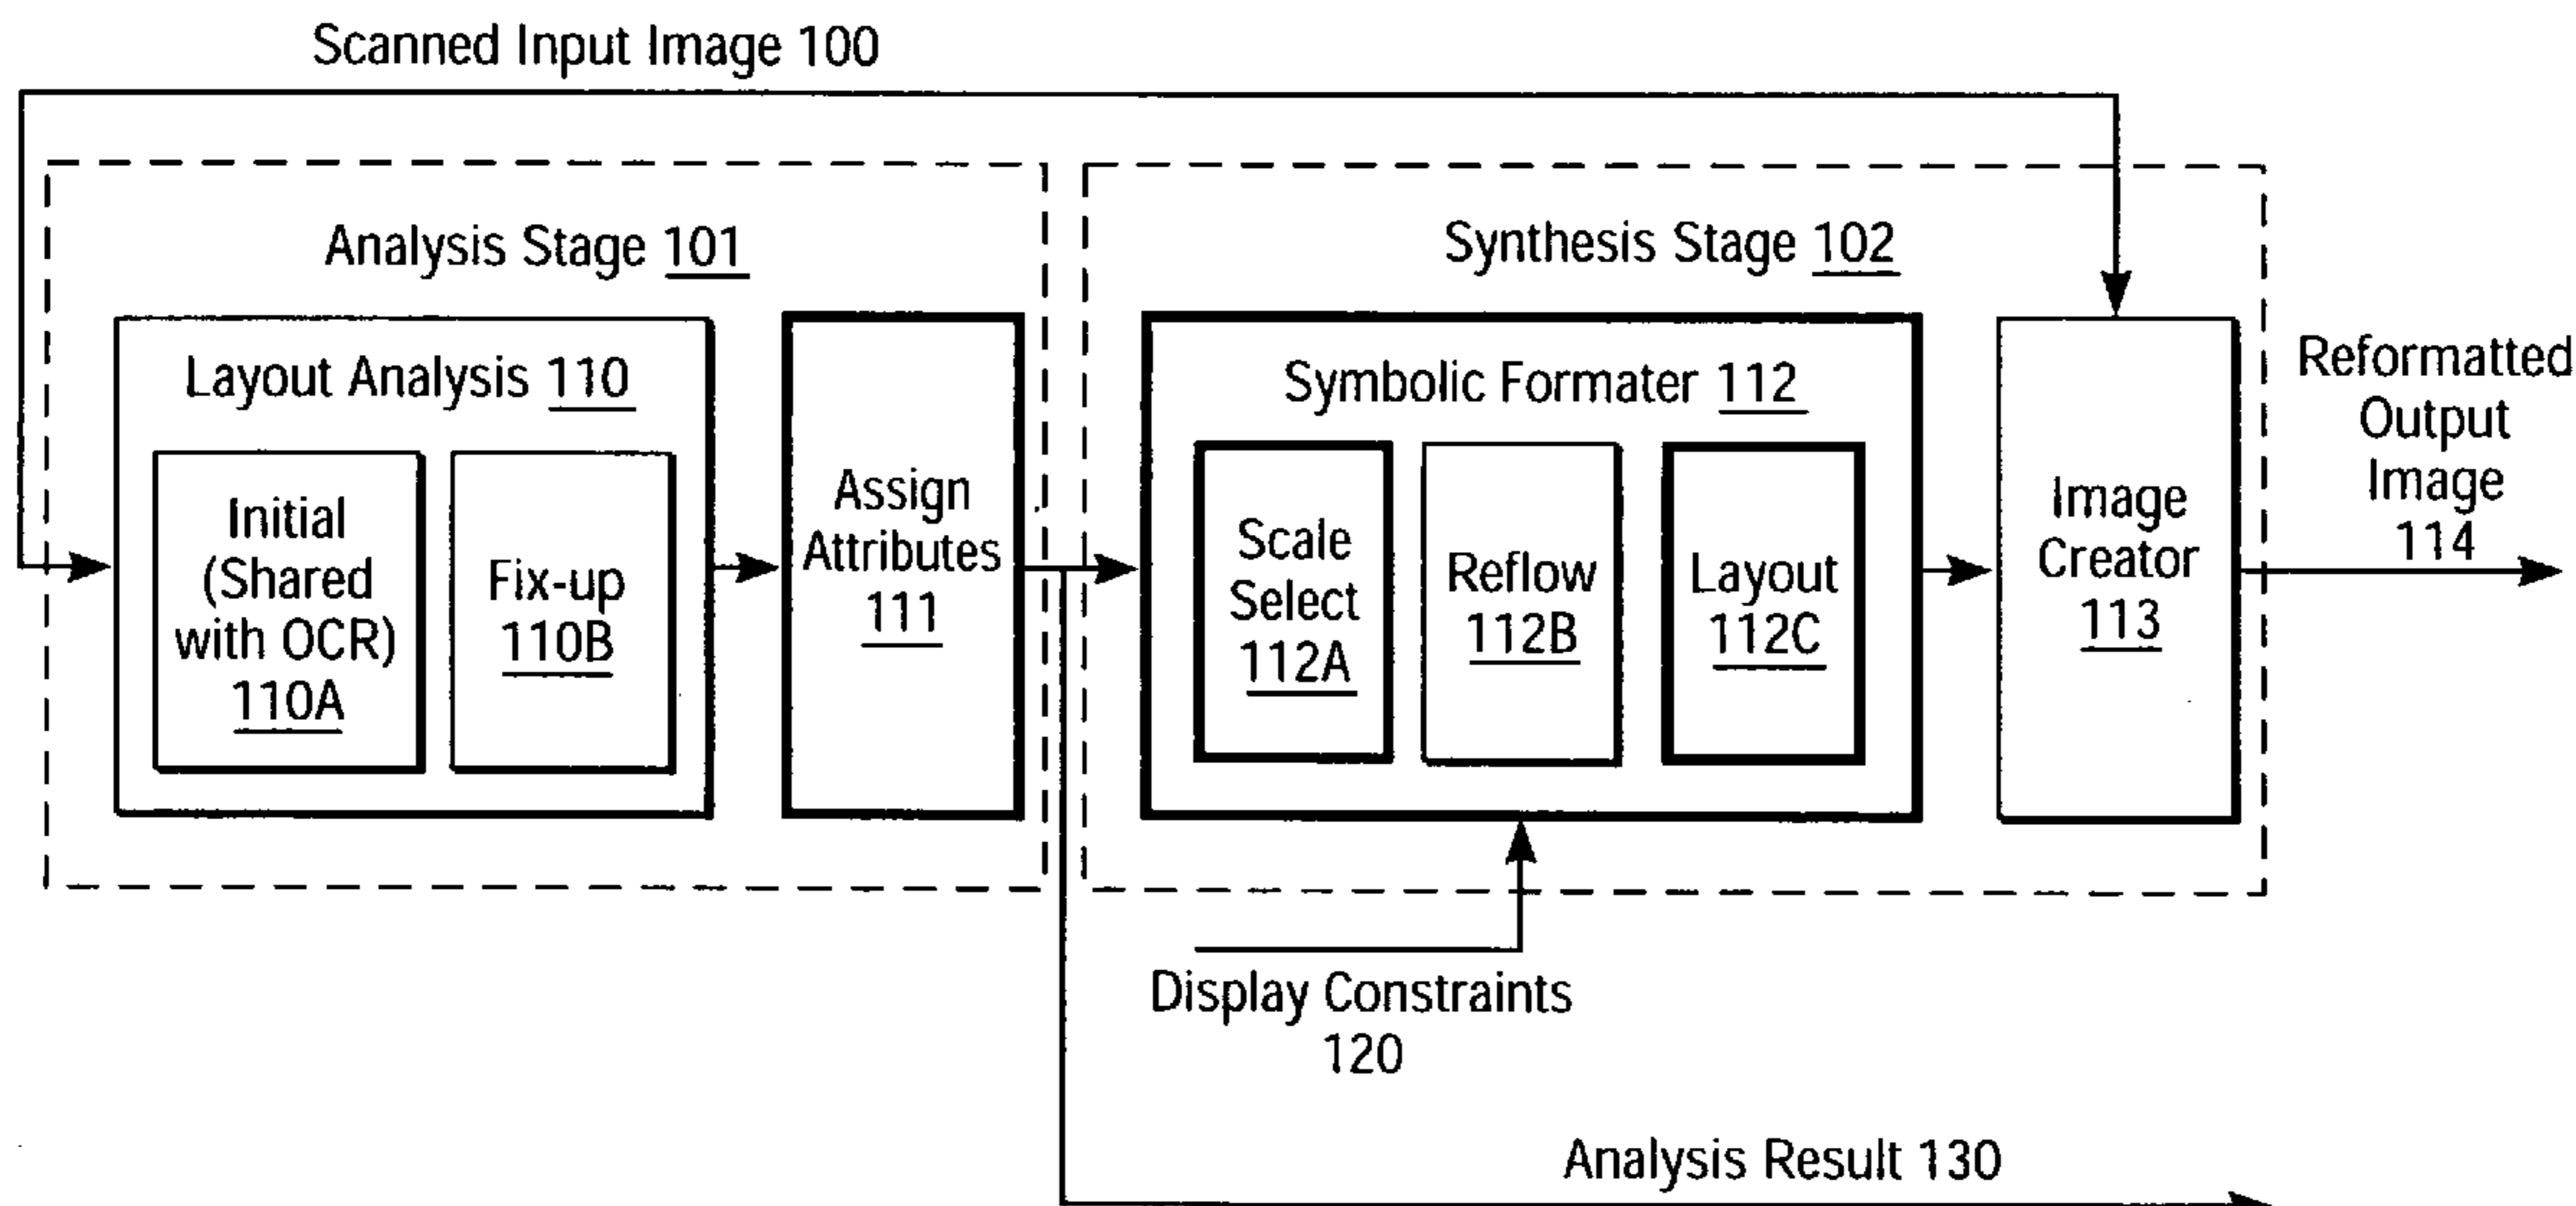 Scanned Input Image 100
Analysis Stage 101
Synthesis Stage 102
Layout Analysis 110
Initial
(Shared
with OCR)
110A
Fix-up
110B
Assign
Attributes
111
Symbolic Formater 112
Scale
Select
112A
Reflow
112B
Layout
112C
Image
Creator
113
Reformatted
Output
Image
114
Display Constraints
120
Analysis Result 130